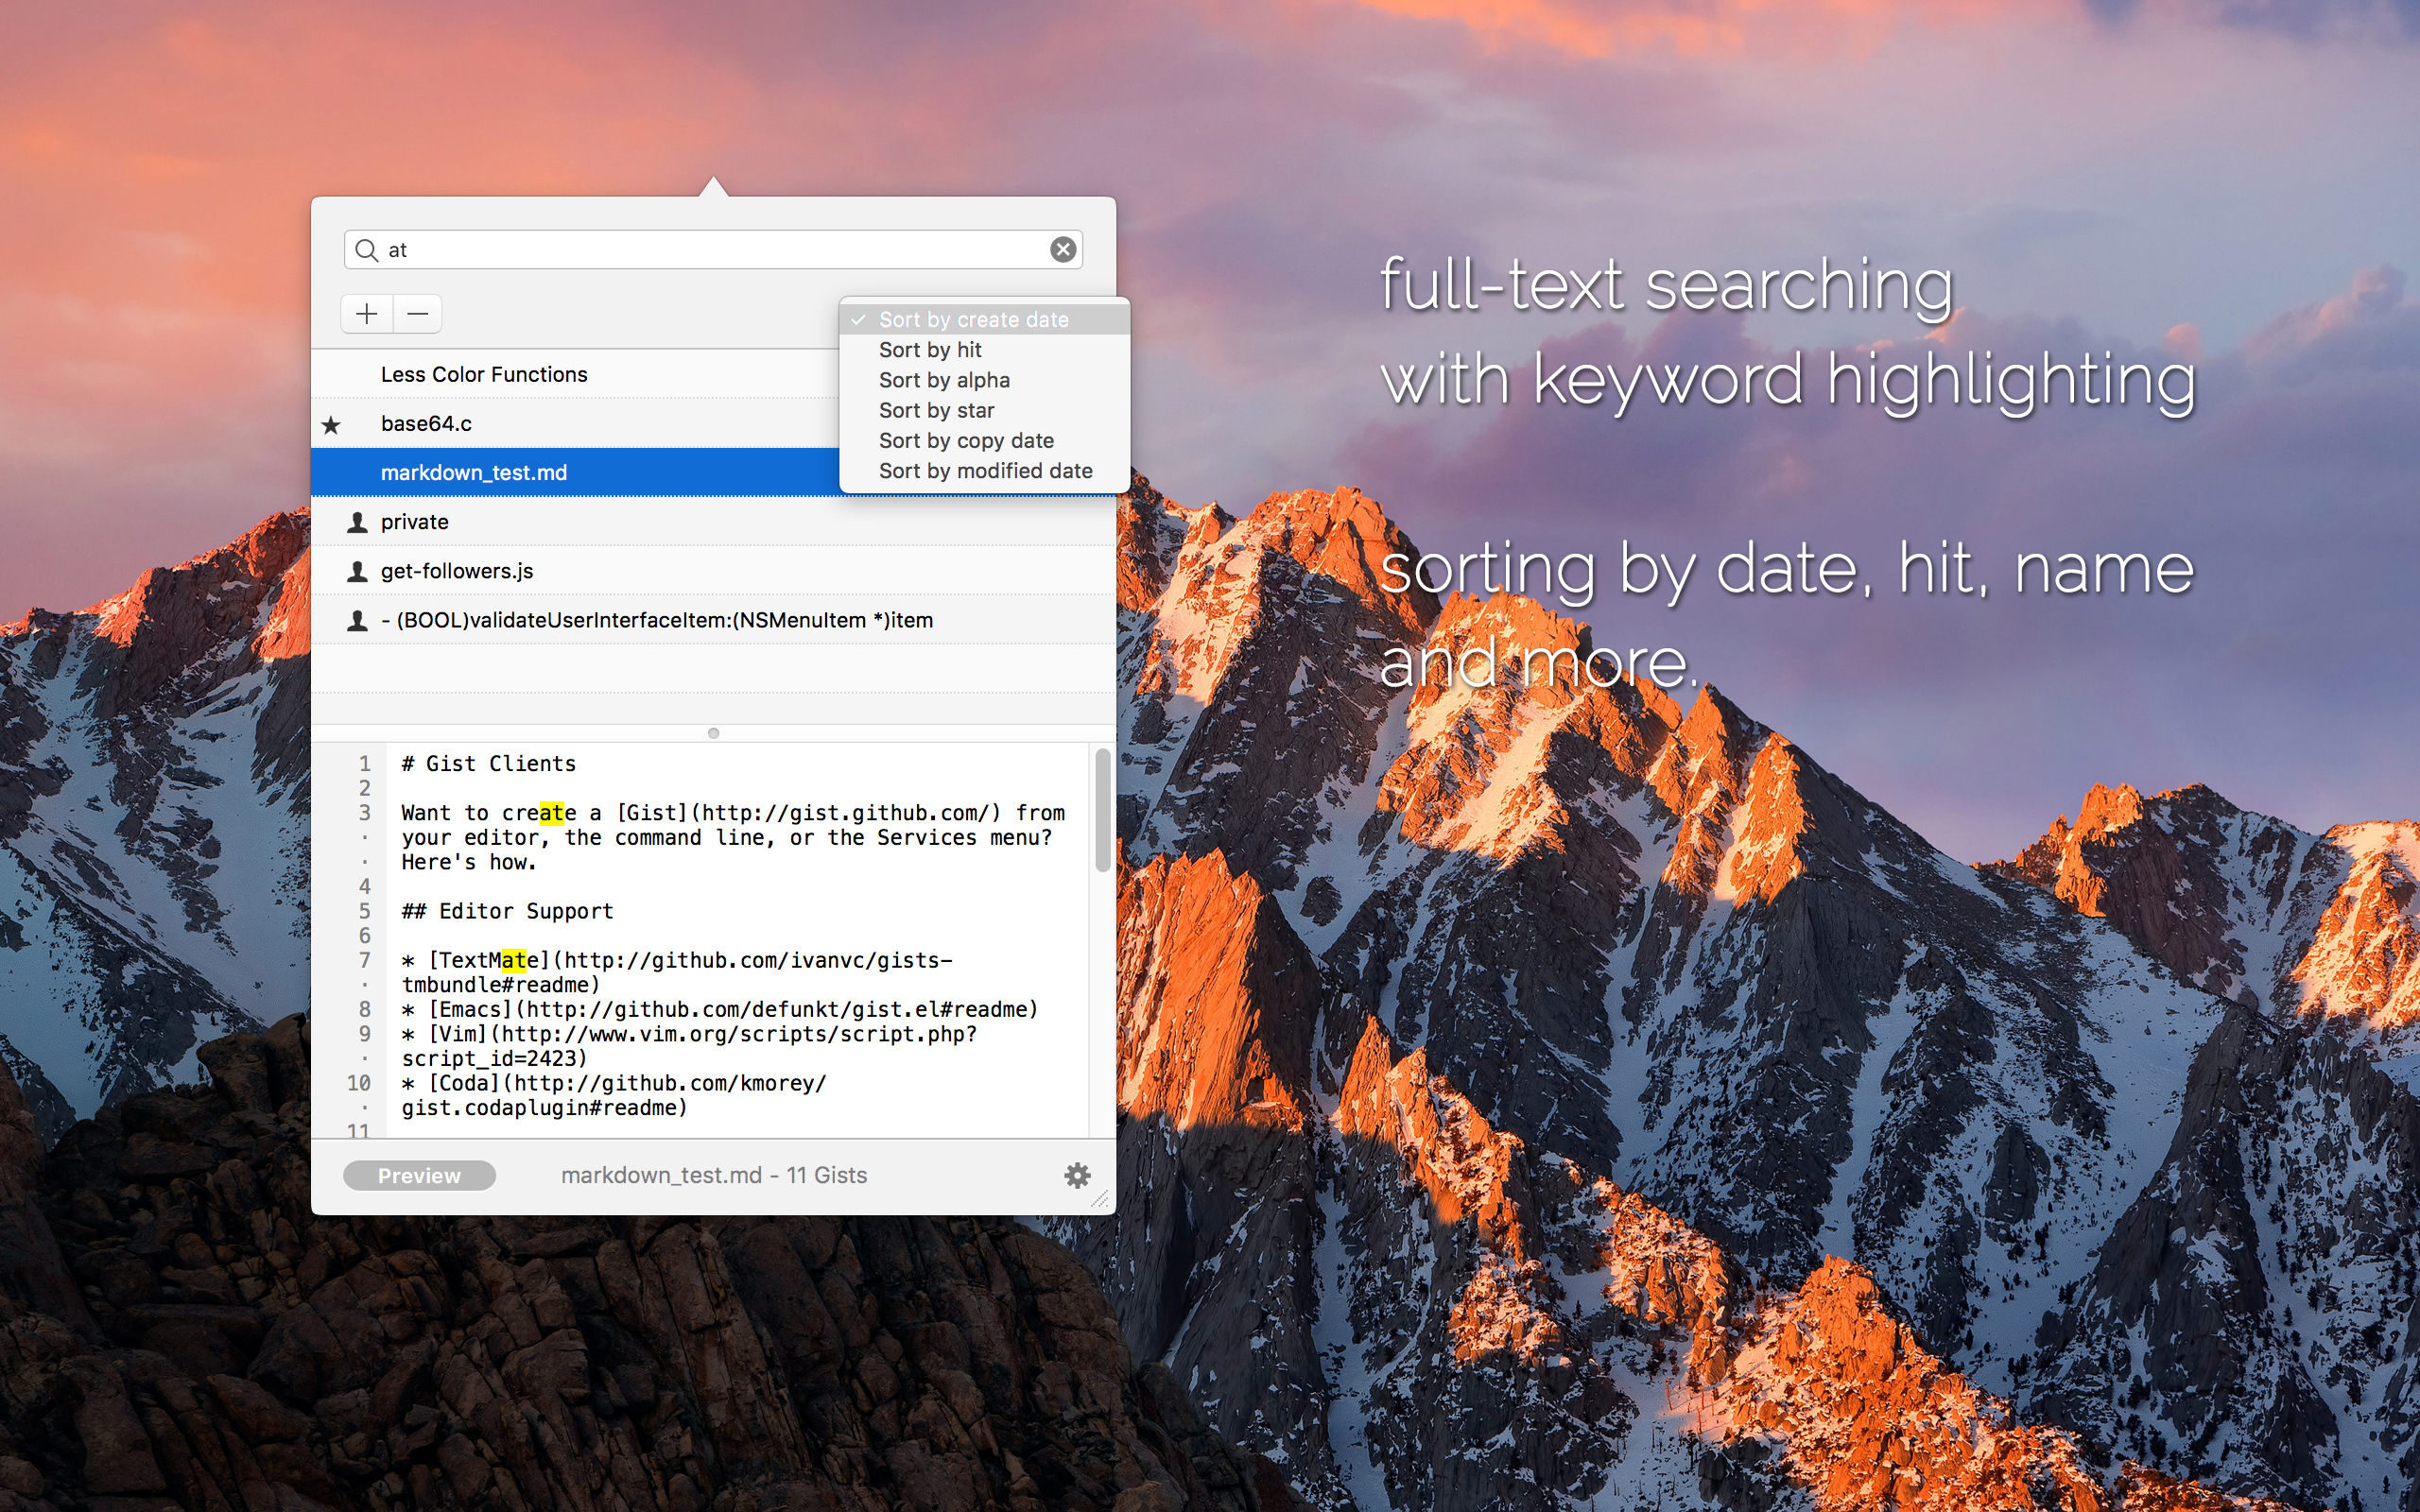 at
Sort by create date
Sort by hit
Sort by alpha
Sort by star
Sort by copy date
Sort by modified date
Less Color Functions
base64.c
markdown_test.md
private
get-followers.js
- (BOOL)validateUserInterfaceItem:(NSMenuItem *)item
1 # Gist Clients
2
3 Want to create a [Gist](http://gist.github.com/) from
· your editor, the command line, or the Services menu?
· Here's how.
4
5 ## Editor Support
6
7 * [TextMate](http://github.com/ivanvc/gists-
· tmbundle#readme)
8 * [Emacs](http://github.com/defunkt/gist.el#readme)
9 * [Vim](http://www.vim.org/scripts/script.php?
· script_id=2423)
10 * [Coda](http://github.com/kmorey/
· gist.codaplugin#readme)
11
Preview
markdown_test.md - 11 Gists
full-text searching
with keyword highlighting
sorting by date, hit, name
and more.